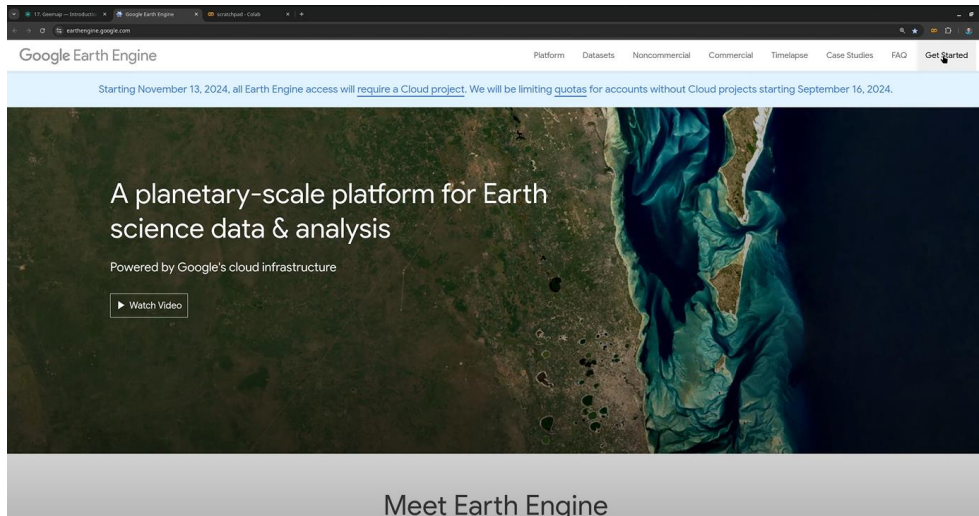 17. Geemap — Introductio
Google Earth Engine
scratchpad - Colab
earthengine.google.com
Google Earth Engine
Platform Datasets Noncommercial Commercial Timelapse Case Studies FAQ Get Started
Starting November 13, 2024, all Earth Engine access will require a Cloud project. We will be limiting quotas for accounts without Cloud projects starting September 16, 2024.
A planetary-scale platform for Earth
science data & analysis
Powered by Google's cloud infrastructure
Watch Video
Meet Earth Engine